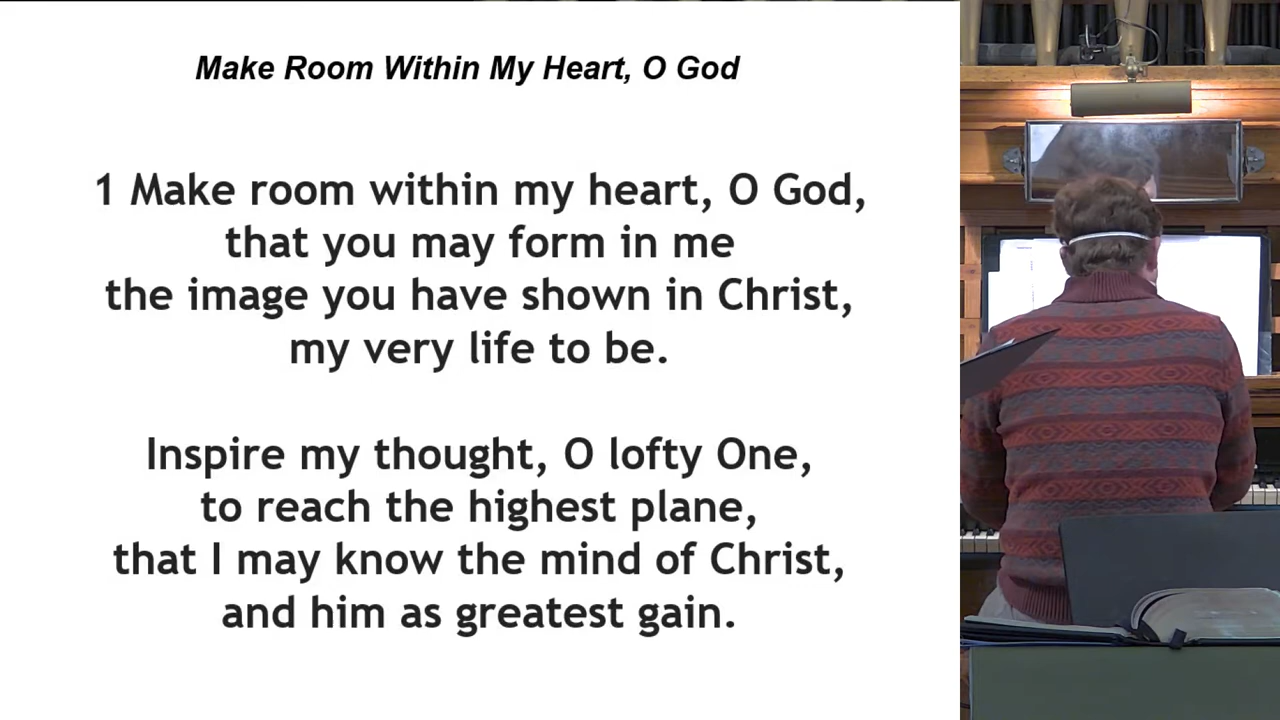 Make Room Within My Heart, O God
1 Make room within my heart, O God,
that you may form in me
the image you have shown in Christ,
my very life to be.
Inspire my thought, O lofty One,
to reach the highest plane,
that I may know the mind of Christ,
and him as greatest gain.